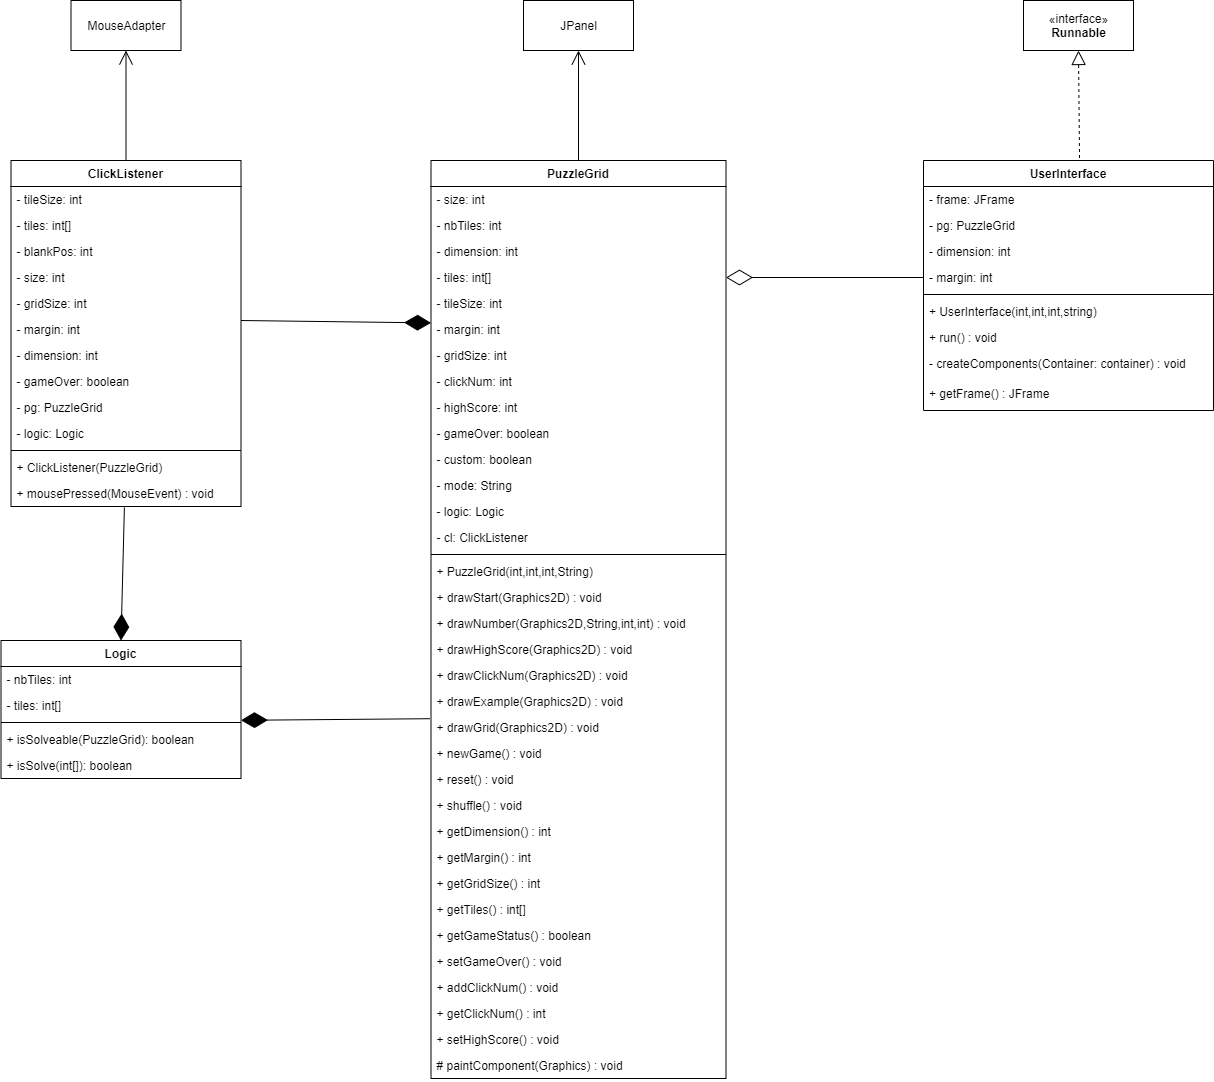 MouseAdapter
JPanel
«interface»
Runnable
ClickListener
- tileSize: int
- tiles: int[]
- blankPos: int
- size: int
- gridSize: int
- margin: int
- dimension: int
- gameOver: boolean
- pg: PuzzleGrid
- logic: Logic
+ ClickListener(PuzzleGrid)
+ mousePressed(MouseEvent) : void
PuzzleGrid
- size: int
- nbTiles: int
- dimension: int
- tiles: int[]
- tileSize: int
- margin: int
- gridSize: int
- clickNum: int
- highScore: int
- gameOver: boolean
- custom: boolean
- mode: String
- logic: Logic
- cl: ClickListener
+ PuzzleGrid(int,int,int,String)
+ drawStart(Graphics2D) : void
+ drawNumber(Graphics2D,String,int,int) : void
+ drawHighScore(Graphics2D) : void
+ drawClickNum(Graphics2D) : void
+ drawExample(Graphics2D) : void
+ drawGrid(Graphics2D) : void
+ newGame() : void
+ reset() : void
+ shuffle() : void
+ getDimension() : int
+ getMargin() : int
+ getGridSize() : int
+ getTiles() : int[]
+ getGameStatus() : boolean
+ setGameOver() : void
+ addClickNum() : void
+ getClickNum() : int
+ setHighScore() : void
# paintComponent(Graphics) : void
UserInterface
- frame: JFrame
- pg: PuzzleGrid
- dimension: int
- margin: int
+ UserInterface(int,int,int,string)
+ run() : void
- createComponents(Container: container) : void
+ getFrame() : JFrame
Logic
- nbTiles: int
- tiles: int[]
+ isSolveable(PuzzleGrid): boolean
+ isSolve(int[]): boolean